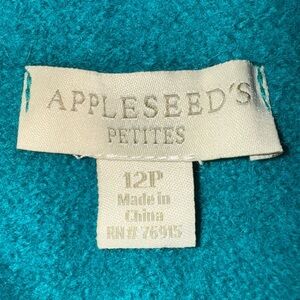 APPLESEED'S
PETITES
12P
Made in
China
RN# 76915